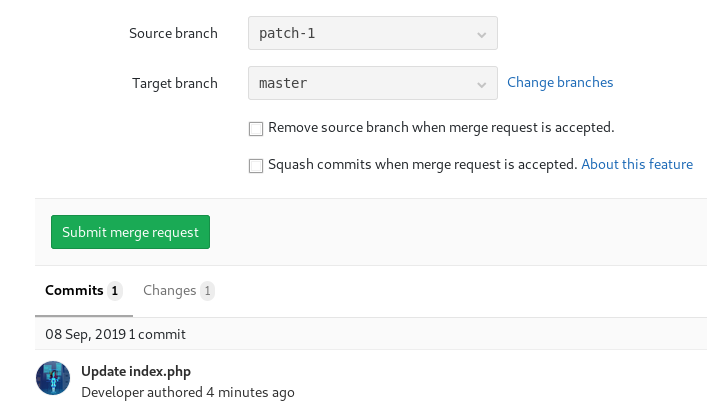 Source branch patch-1
Target branch master Change branches
Remove source branch when merge request is accepted.
Squash commits when merge request is accepted. About this feature
Submit merge request
Commits 1 Changes 1
08 Sep, 2019 1 commit
Update index.php
Developer authored 4 minutes ago